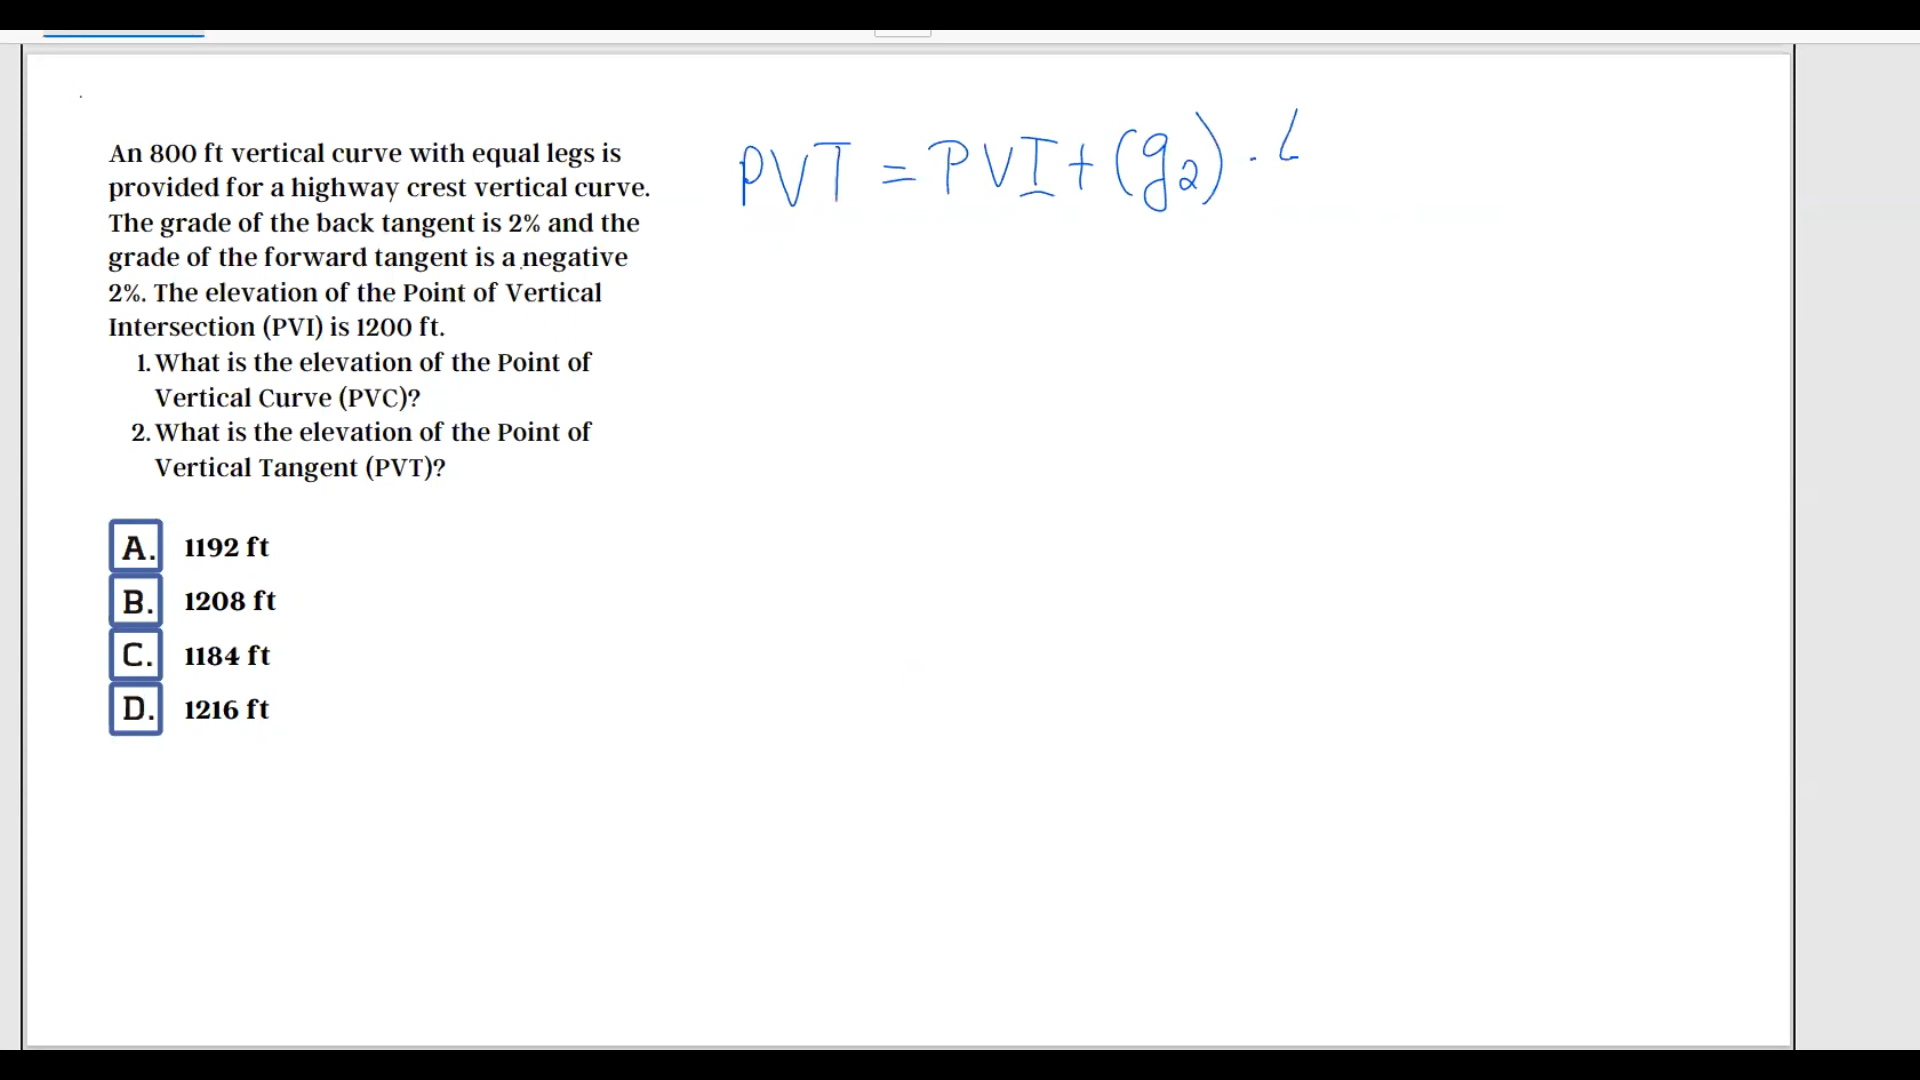 An 800 ft vertical curve with equal legs is
provided for a highway crest vertical curve.
The grade of the back tangent is 2% and the
grade of the forward tangent is a negative
2%. The elevation of the Point of Vertical
Intersection (PVI) is 1200 ft.
1. What is the elevation of the Point of
Vertical Curve (PVC)?
2. What is the elevation of the Point of
Vertical Tangent (PVT)?
A. 1192 ft
B. 1208 ft
C. 1184 ft
D. 1216 ft
PVT = PVI + (g₂) · L